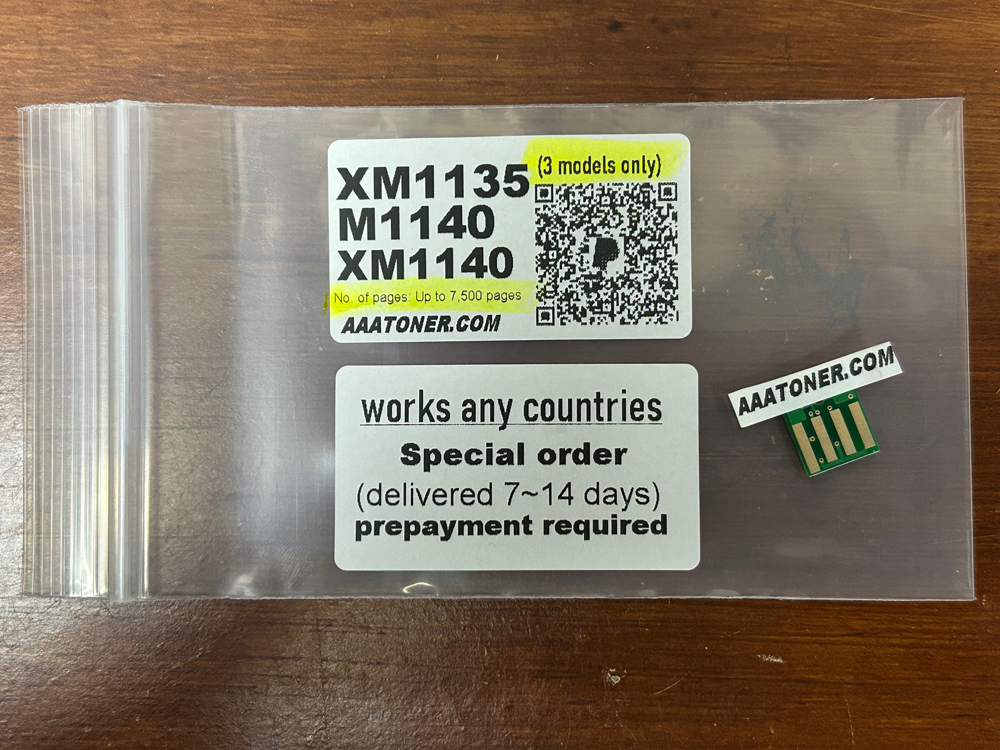 (3 models only)
XM1135
M1140
XM1140
No. of pages: Up to 7,500 pages
AAATONER.COM
works any countries
Special order
(delivered 7~14 days)
prepayment required
AAATONER.COM